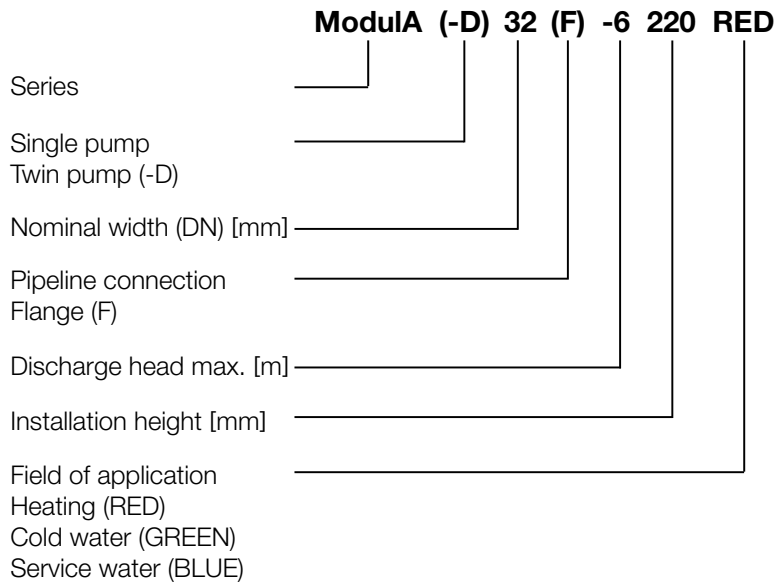 ModulA (-D) 32 (F) -6 220 RED
Series
Single pump
Twin pump (-D)
Nominal width (DN) [mm]
Pipeline connection
Flange (F)
Discharge head max. [m]
Installation height [mm]
Field of application
Heating (RED)
Cold water (GREEN)
Service water (BLUE)